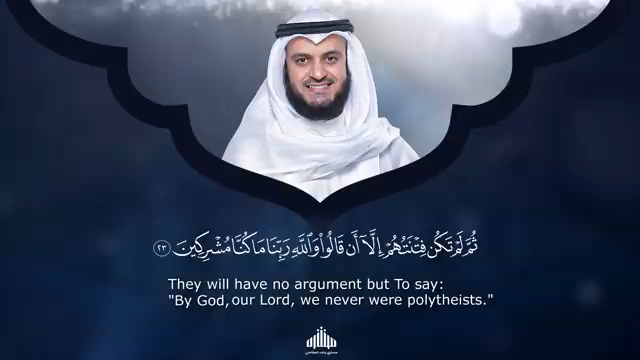 ثُمَّ لَمْ تَكُن فِتْنَتُهُمْ إِلَّآ أَن قَالُوا۟ وَٱللَّهِ رَبِّنَا مَا كُنَّا مُشْرِكِينَ ٢٣
They will have no argument but To say:
"By God, our Lord, we never were polytheists."